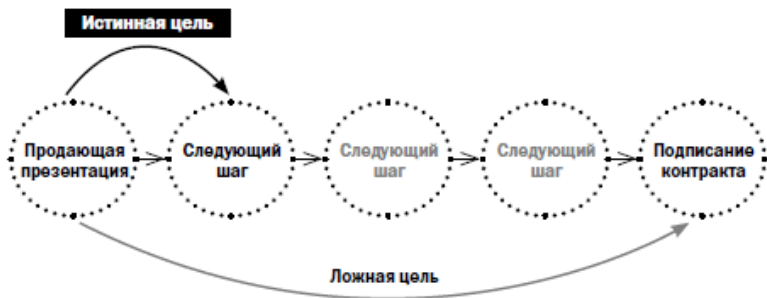 Истинная цель
Продающая
презентация
Следующий
шаг
Следующий
шаг
Следующий
шаг
Подписание
контракта
Ложная цель